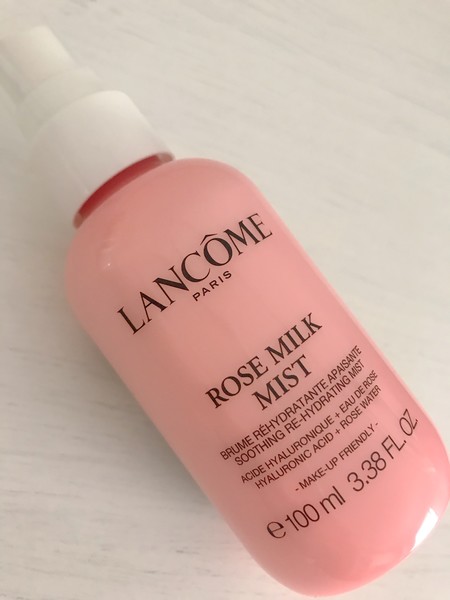 LANCÔME
PARIS
ROSE MILK
MIST
BRUME RÉHYDRATANTE APAISANTE
SOOTHING RE-HYDRATING MIST
ACIDE HYALURONIQUE + EAU DE ROSE
HYALURONIC ACID + ROSE WATER
- MAKE-UP FRIENDLY -
℮ 100 ml 3.38 FL.OZ